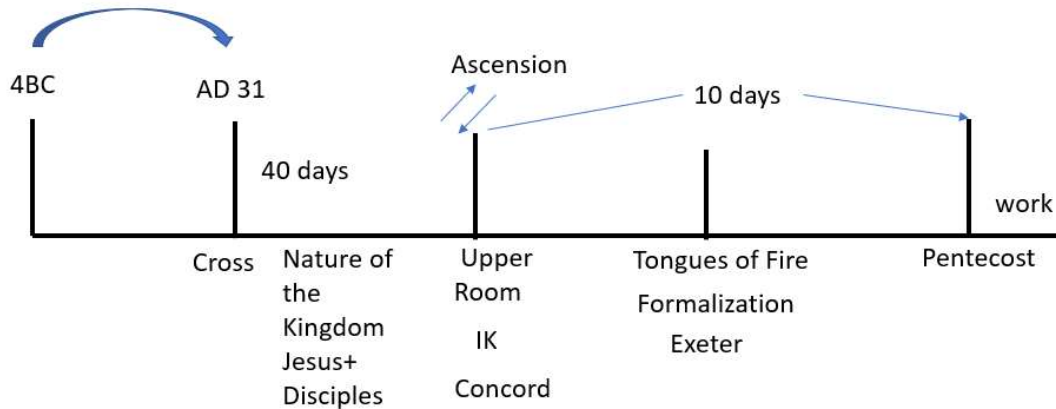 Ascension
4BC
AD 31
10 days
40 days
work
Cross
Nature of
the
Kingdom
Jesus+
Disciples
Upper
Room
IK
Concord
Tongues of Fire
Formalization
Exeter
Pentecost